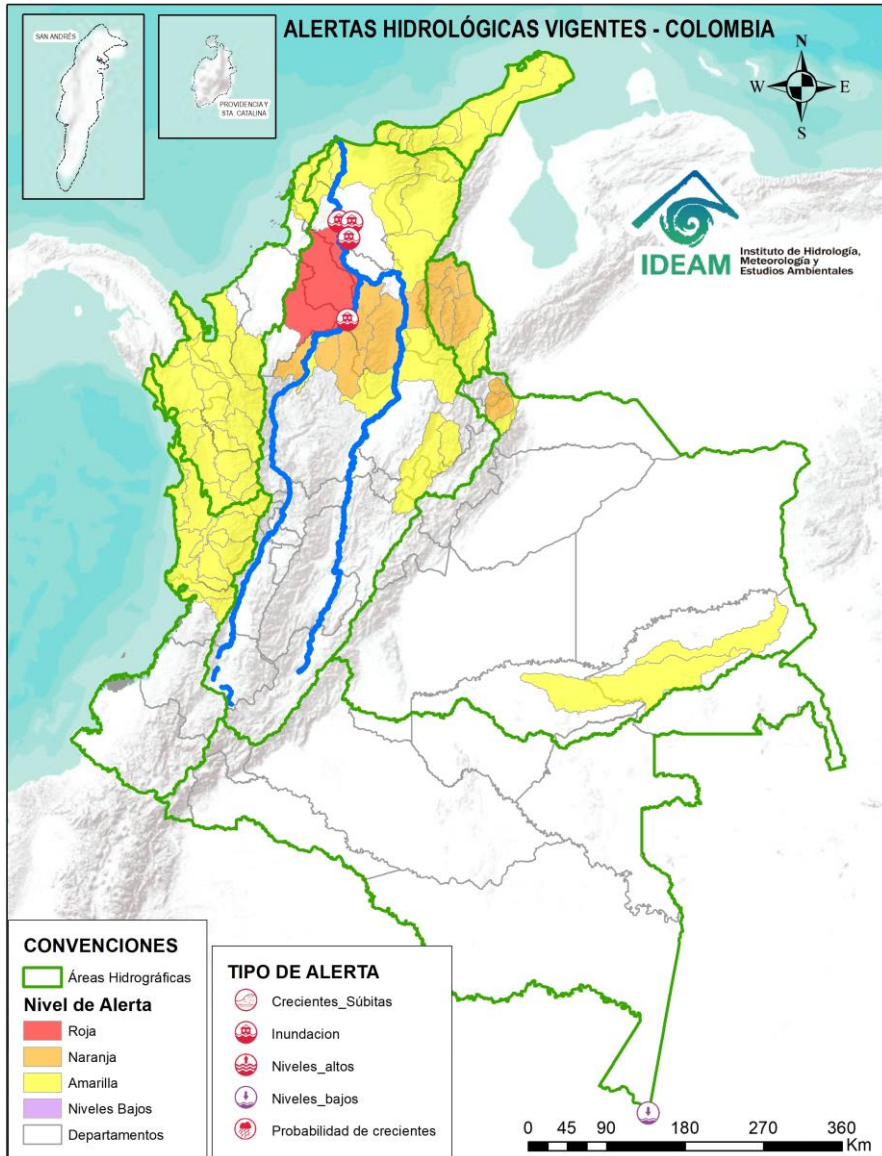 ALERTAS HIDROLÓGICAS VIGENTES - COLOMBIA
SAN ANDRÉS
PROVIDENCIA Y
STA. CATALINA
N
W
E
S
IDEAM
Instituto de Hidrología,
Meteorología y
Estudios Ambientales
CONVENCIONES
Áreas Hidrográficas
Nivel de Alerta
Roja
Naranja
Amarilla
Niveles Bajos
Departamentos
TIPO DE ALERTA
Crecientes_Súbitas
Inundacion
Niveles_altos
Niveles_bajos
Probabilidad de crecientes
0 45 90 180 270 360
Km